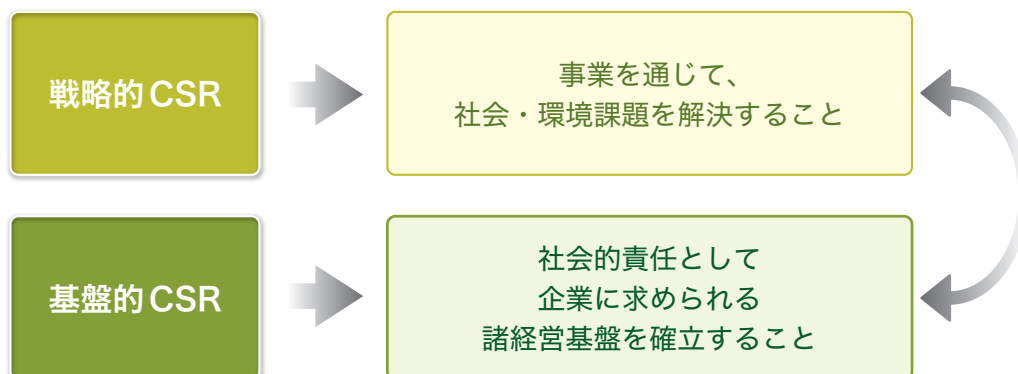 戦略的CSR
事業を通じて、
社会・環境課題を解決すること
基盤的CSR
社会的責任として
企業に求められる
諸経営基盤を確立すること